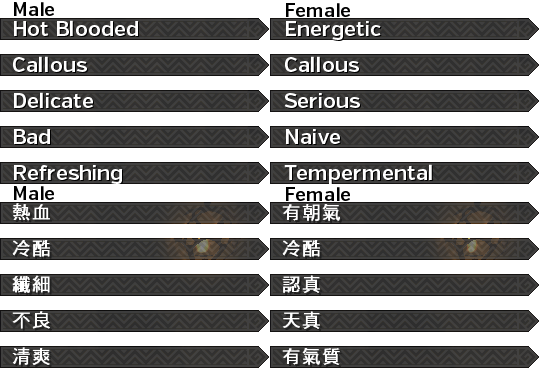 Male Female
Hot Blooded Energetic
Callous Callous
Delicate Serious
Bad Naive
Refreshing Tempermental
Male Female
熱血 有朝氣
冷酷 冷酷
纖細 認真
不良 天真
清爽 有氣質